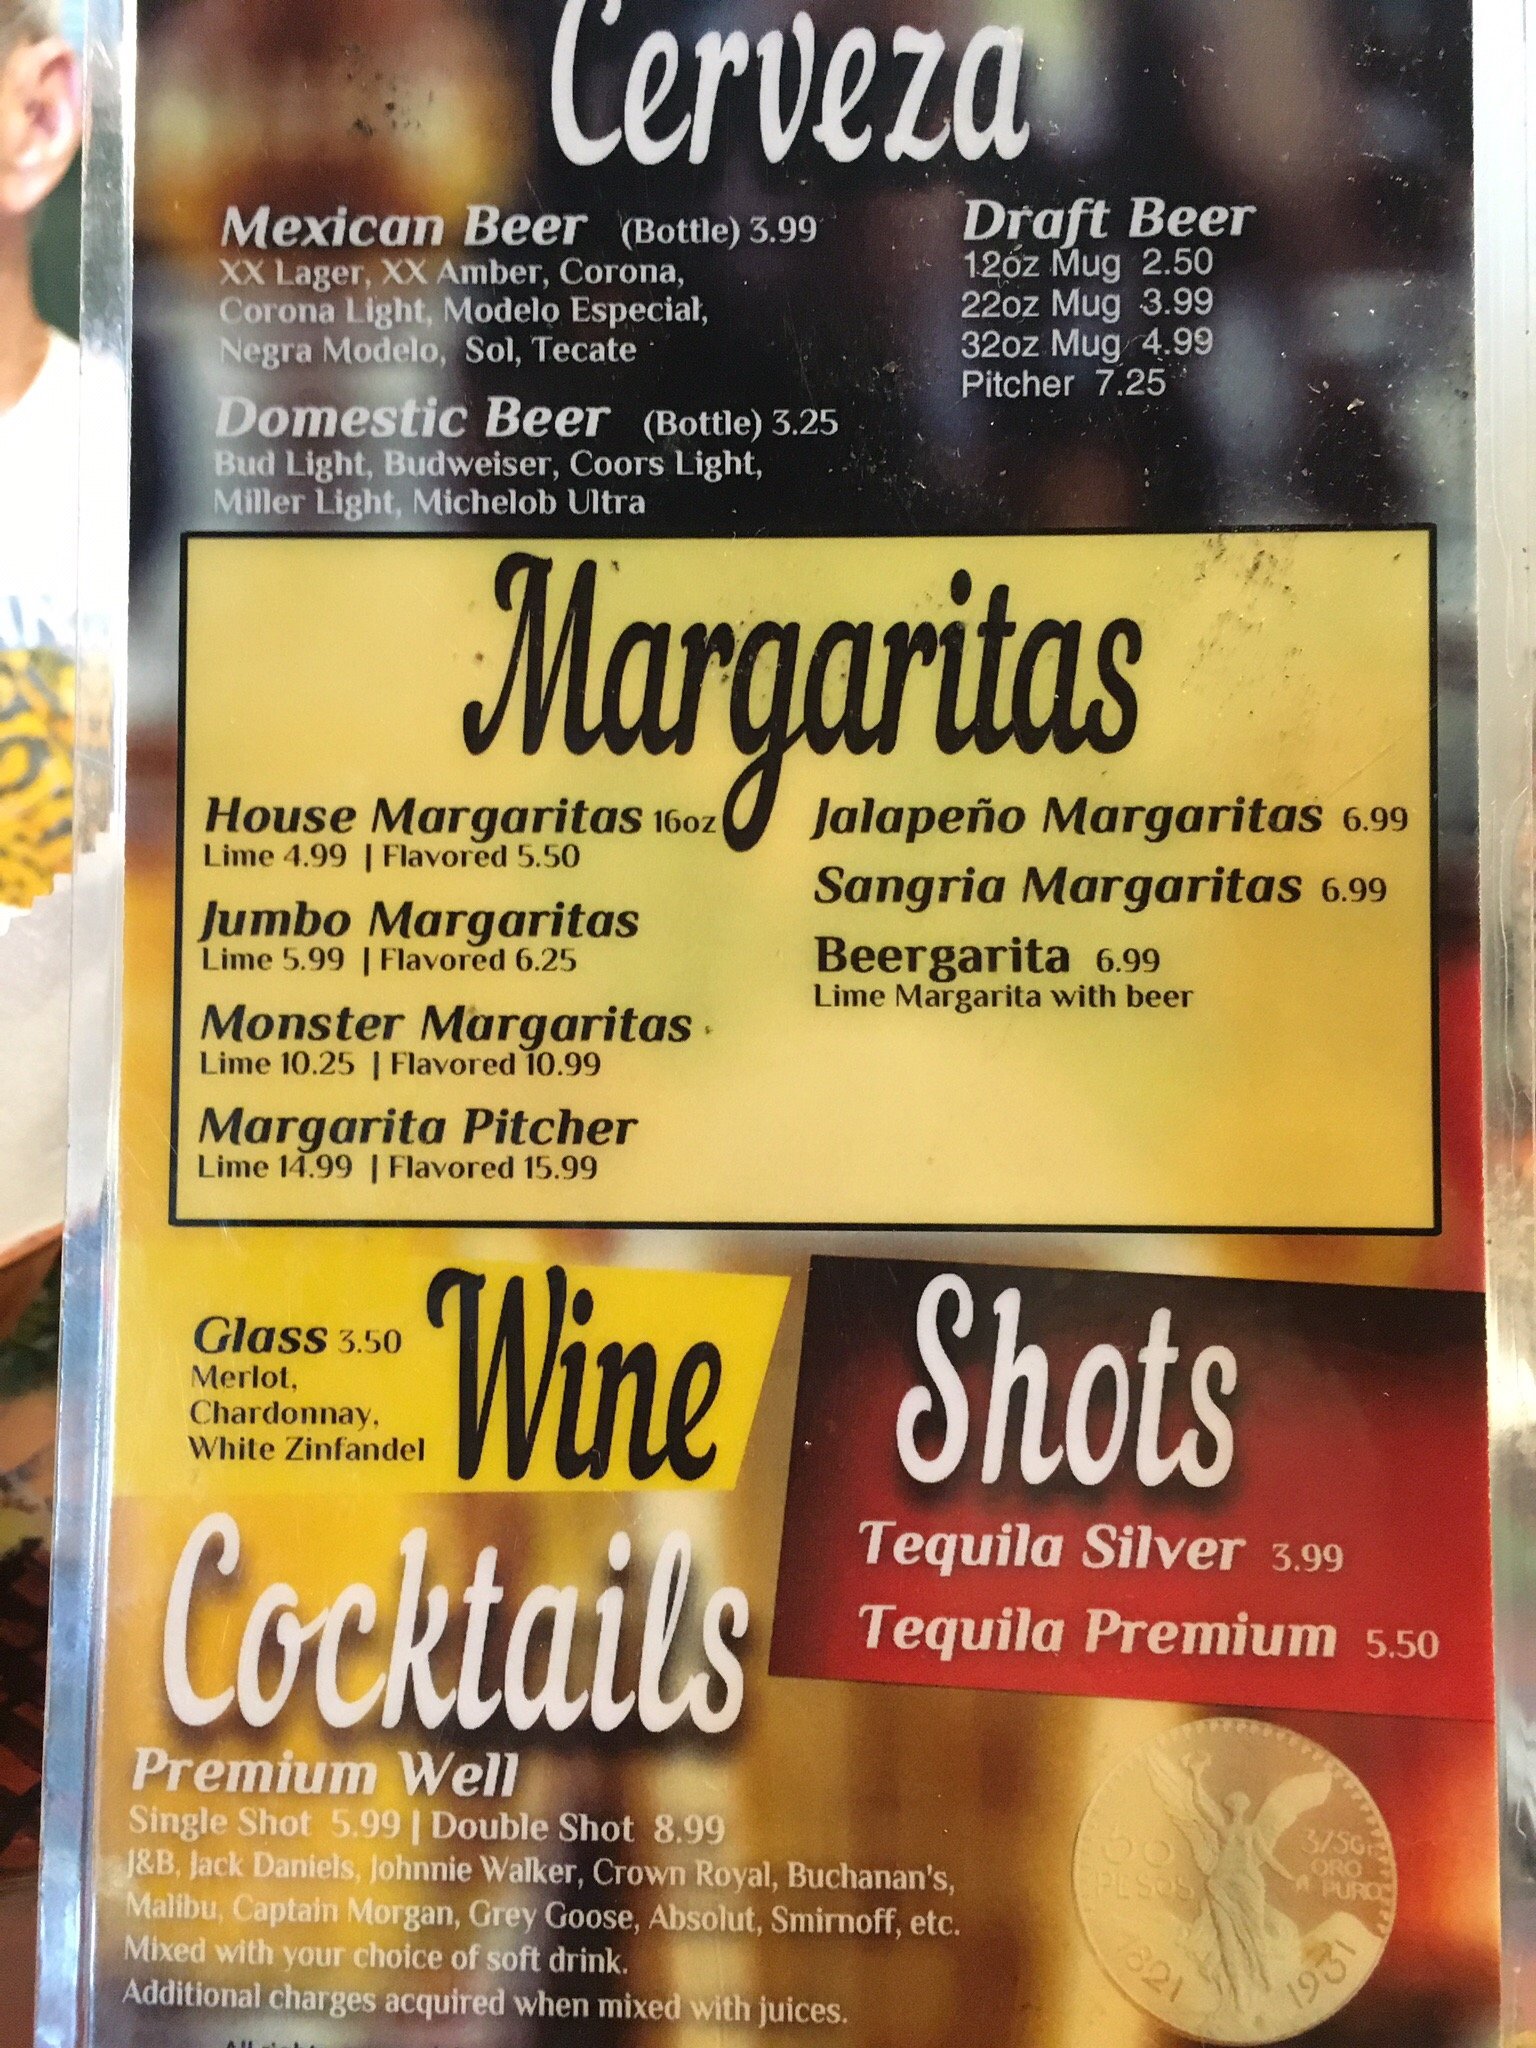 Cerveza
Mexican Beer (Bottle) 3.99
XX Lager, XX Amber, Corona,
Corona Light, Modelo Especial,
Negra Modelo, Sol, Tecate
Domestic Beer (Bottle) 3.25
Bud Light, Budweiser, Coors Light,
Miller Light, Michelob Ultra
Draft Beer
12oz Mug 2.50
22oz Mug 3.99
32oz Mug 4.99
Pitcher 7.25
Margaritas
House Margaritas 16oz
Lime 4.99 | Flavored 5.50
Jumbo Margaritas
Lime 5.99 | Flavored 6.25
Monster Margaritas
Lime 10.25 | Flavored 10.99
Margarita Pitcher
Lime 14.99 | Flavored 15.99
Jalapeño Margaritas 6.99
Sangria Margaritas 6.99
Beergarita 6.99
Lime Margarita with beer
Wine
Glass 3.50
Merlot,
Chardonnay,
White Zinfandel
Shots
Tequila Silver 3.99
Tequila Premium 5.50
Cocktails
Premium Well
Single Shot 5.99 | Double Shot 8.99
J&B, Jack Daniels, Johnnie Walker, Crown Royal, Buchanan's,
Malibu, Captain Morgan, Grey Goose, Absolut, Smirnoff, etc.
Mixed with your choice of soft drink.
Additional charges acquired when mixed with juices.
PESOS
ORO
PURO
1931